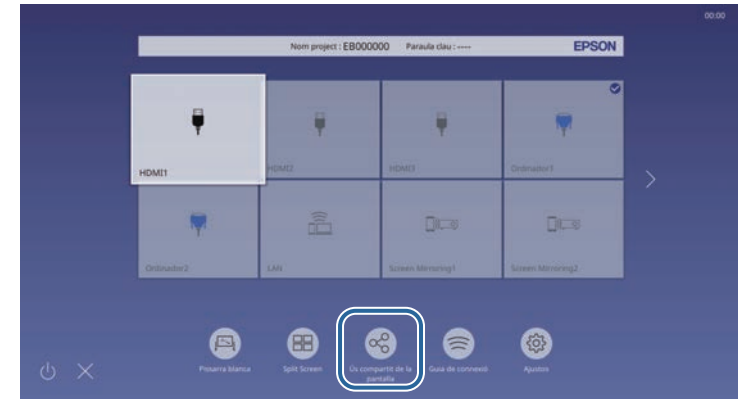 00:00
Nom project : EB000000 Paraula clau : ---- EPSON
HDMI1 HDMI2 HDMI3 Ordinador1
Ordinador2 LAN Screen Mirroring1 Screen Mirroring2
Pissarra blanca Split Screen Ús compartit de la pantalla Guia de connexió Ajustos